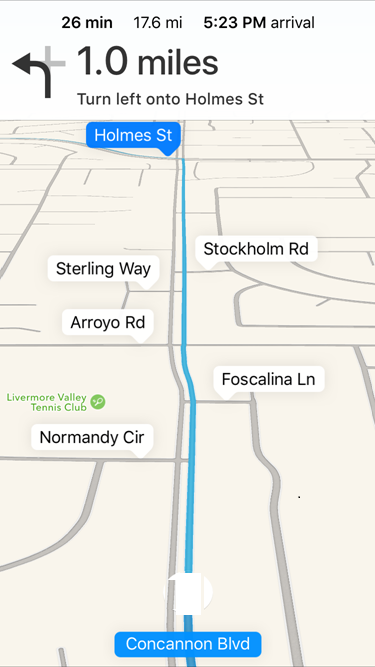 26 min 17.6 mi 5:23 PM arrival
1.0 miles
Turn left onto Holmes St
Holmes St
Stockholm Rd
Sterling Way
Arroyo Rd
Foscalina Ln
Livermore Valley
Tennis Club
Normandy Cir
Concannon Blvd